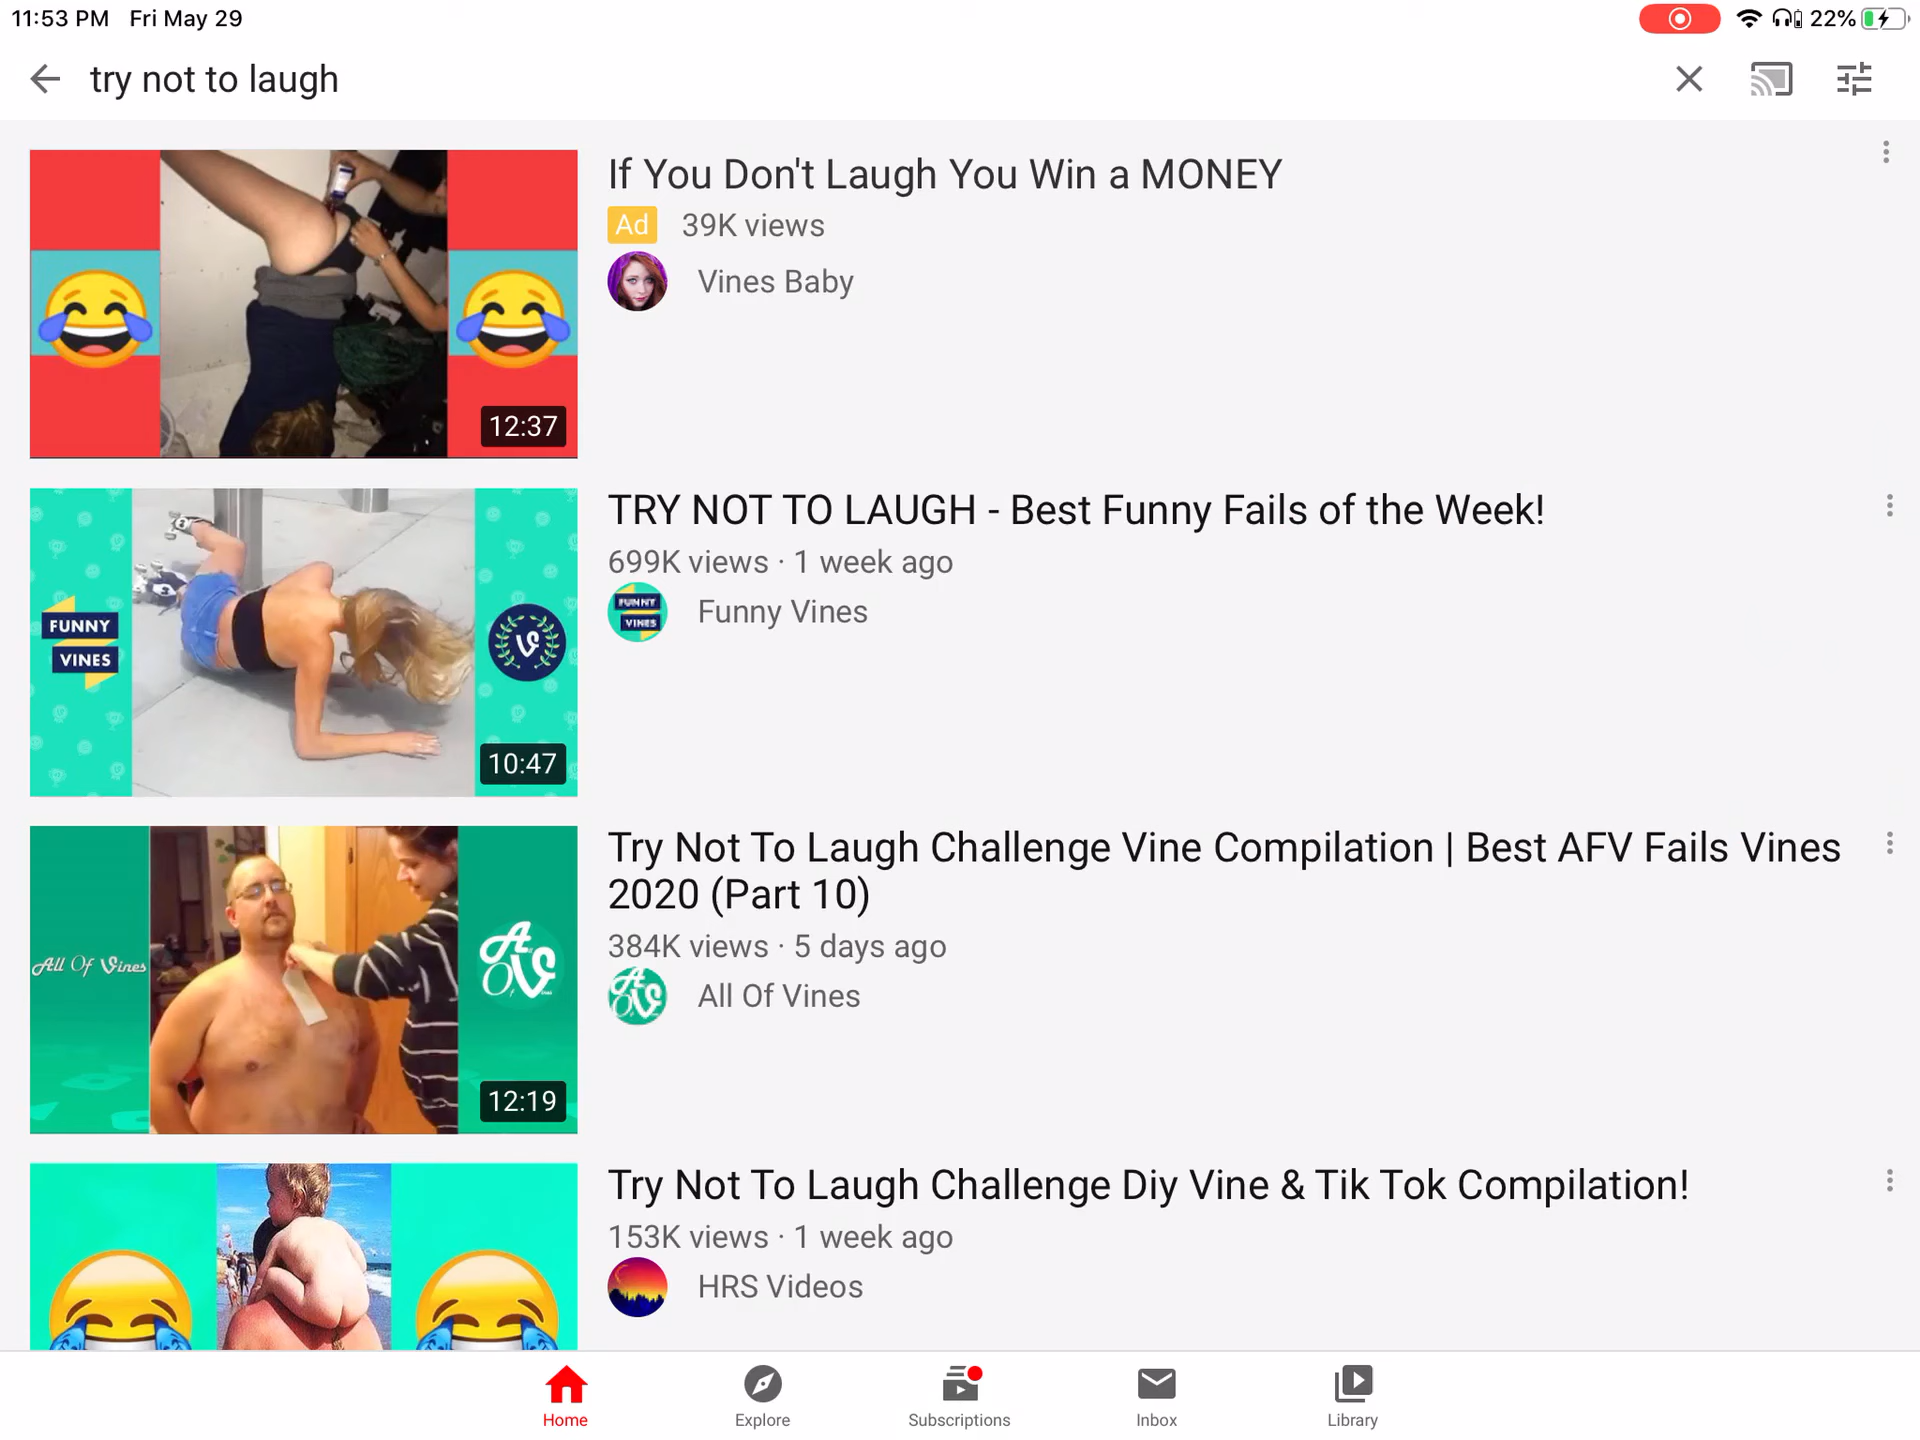 11:53 PM Fri May 29
22%
try not to laugh
If You Don't Laugh You Win a MONEY
Ad 39K views
Vines Baby
12:37
TRY NOT TO LAUGH - Best Funny Fails of the Week!
699K views · 1 week ago
FUNNY
VINES
Funny Vines
FUNNY
VINES
10:47
Try Not To Laugh Challenge Vine Compilation | Best AFV Fails Vines
2020 (Part 10)
384K views · 5 days ago
All Of Vines
All Of Vines
AOV
AOV
12:19
Try Not To Laugh Challenge Diy Vine & Tik Tok Compilation!
153K views · 1 week ago
HRS Videos
Home
Explore
Subscriptions
Inbox
Library